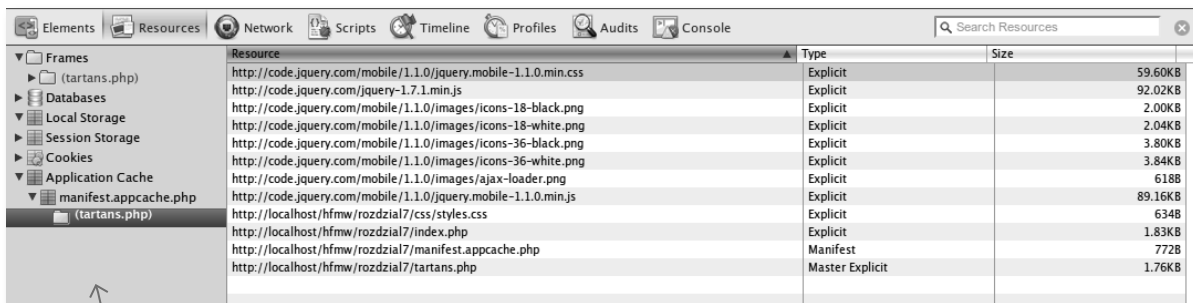 Elements Resources Network Scripts Timeline Profiles Audits Console Search Resources
Frames
(tartans.php)
Databases
Local Storage
Session Storage
Cookies
Application Cache
manifest.appcache.php
(tartans.php)
Resource Type Size
http://code.jquery.com/mobile/1.1.0/jquery.mobile-1.1.0.min.css Explicit 59.60KB
http://code.jquery.com/jquery-1.7.1.min.js Explicit 92.02KB
http://code.jquery.com/mobile/1.1.0/images/icons-18-black.png Explicit 2.00KB
http://code.jquery.com/mobile/1.1.0/images/icons-18-white.png Explicit 2.04KB
http://code.jquery.com/mobile/1.1.0/images/icons-36-black.png Explicit 3.80KB
http://code.jquery.com/mobile/1.1.0/images/icons-36-white.png Explicit 3.84KB
http://code.jquery.com/mobile/1.1.0/images/ajax-loader.png Explicit 618B
http://code.jquery.com/mobile/1.1.0/jquery.mobile-1.1.0.min.js Explicit 89.16KB
http://localhost/hfmw/rozdzial7/css/styles.css Explicit 634B
http://localhost/hfmw/rozdzial7/index.php Explicit 1.83KB
http://localhost/hfmw/rozdzial7/manifest.appcache.php Manifest 772B
http://localhost/hfmw/rozdzial7/tartans.php Master Explicit 1.76KB